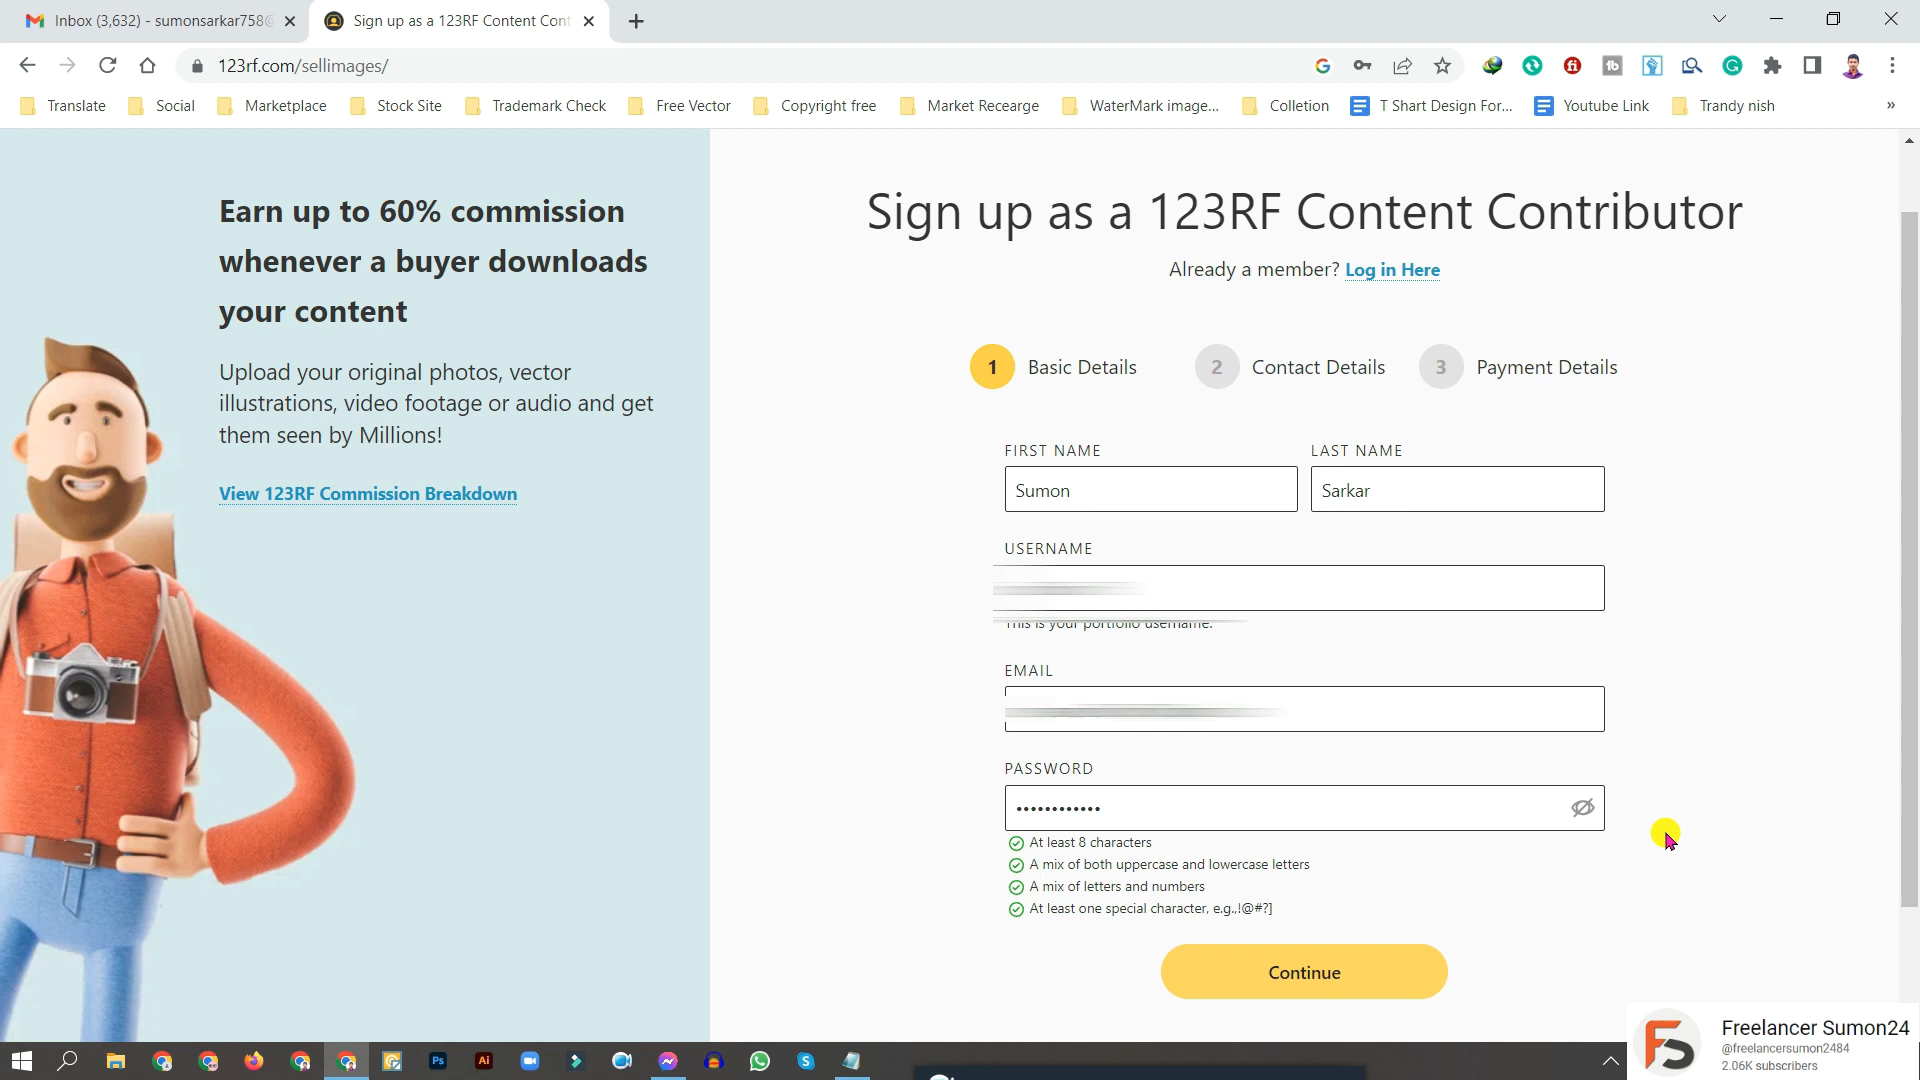 Inbox (3,632) - sumonsarkar758@
Sign up as a 123RF Content Cont
123rf.com/sellimages/
Translate
Social
Marketplace
Stock Site
Trademark Check
Free Vector
Copyright free
Market Recearge
WaterMark image...
Colletion
T Shart Design For...
Youtube Link
Trandy nish
»
Earn up to 60% commission
whenever a buyer downloads
your content
Upload your original photos, vector
illustrations, video footage or audio and get
them seen by Millions!
View 123RF Commission Breakdown
Sign up as a 123RF Content Contributor
Already a member? Log in Here
1 Basic Details
2 Contact Details
3 Payment Details
FIRST NAME
LAST NAME
Sumon
Sarkar
USERNAME
This is your portfolio username.
EMAIL
PASSWORD
••••••••••••
At least 8 characters
A mix of both uppercase and lowercase letters
A mix of letters and numbers
At least one special character, e.g.,!@#?]
Continue
Freelancer Sumon24
@freelancersumon2484
2.06K subscribers